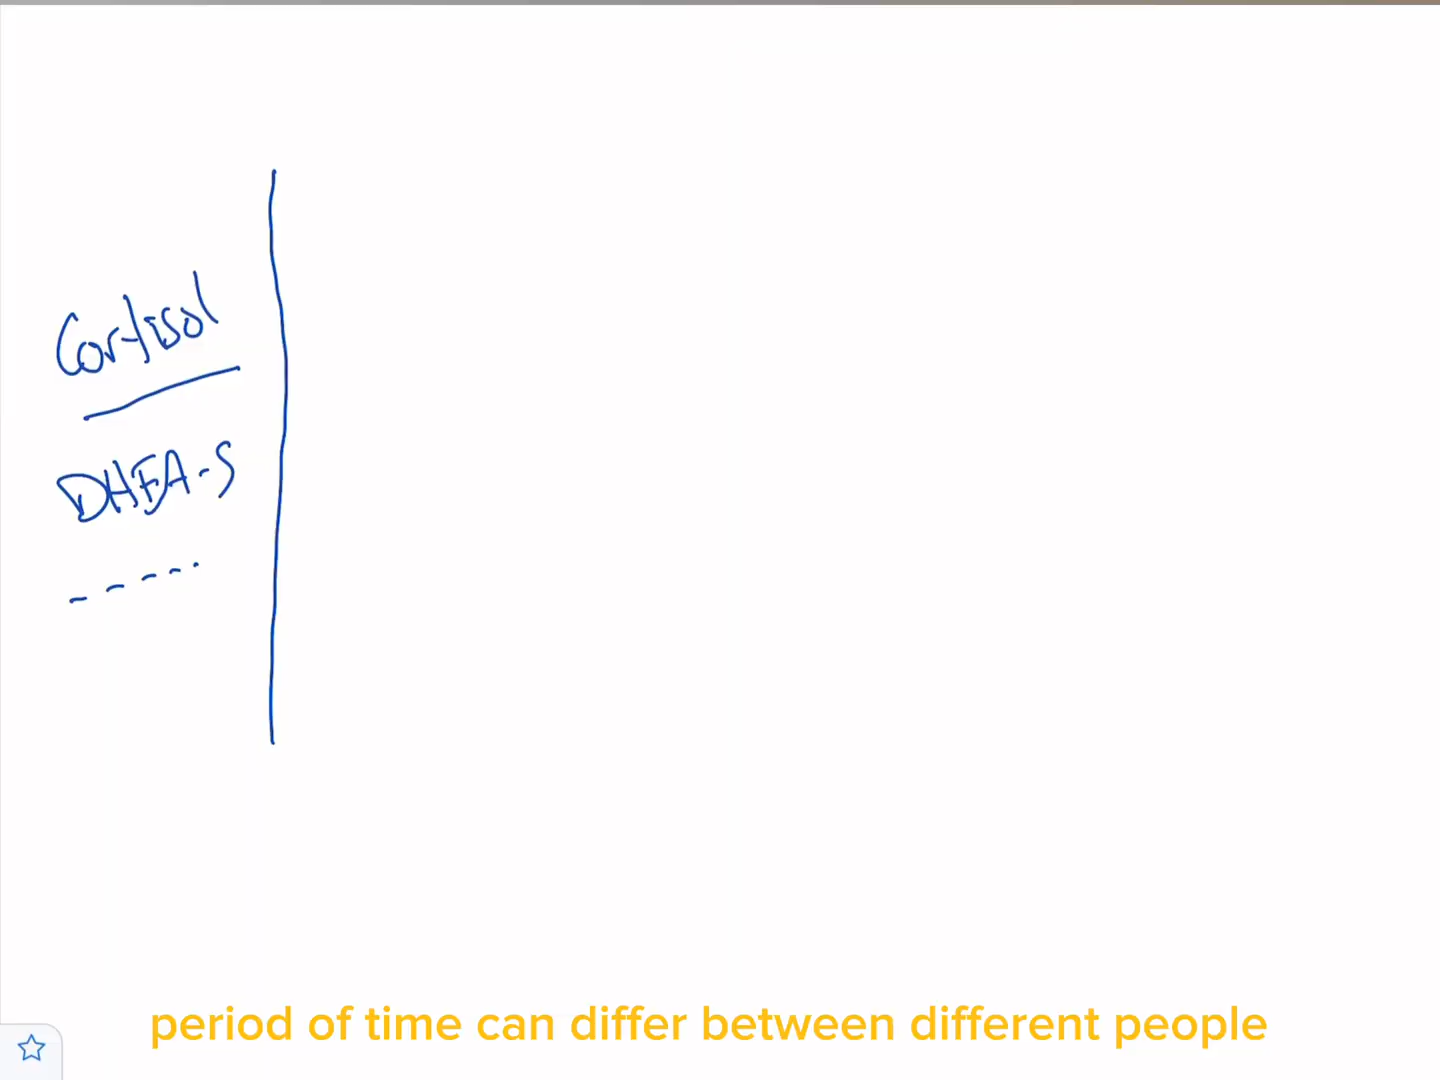 Cortisol
DHEA-S
-----
period of time can differ between different people